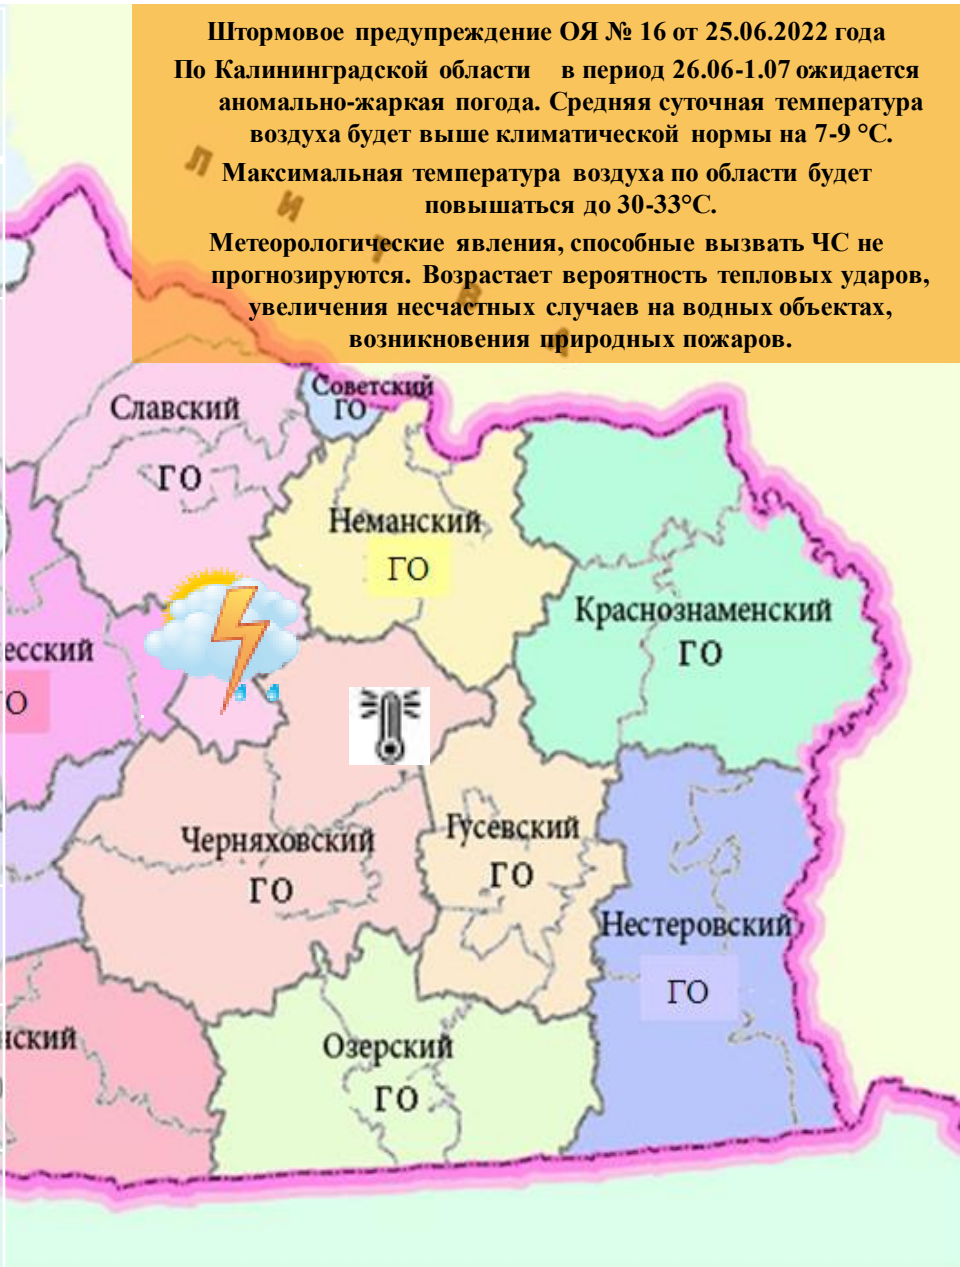 Штормовое предупреждение ОЯ № 16 от 25.06.2022 года
По Калининградской области в период 26.06-1.07 ожидается
аномально-жаркая погода. Средняя суточная температура
воздуха будет выше климатической нормы на 7-9 °С.
Максимальная температура воздуха по области будет
повышаться до 30-33°С.
Метеорологические явления, способные вызвать ЧС не
прогнозируются. Возрастает вероятность тепловых ударов,
увеличения несчастных случаев на водных объектах,
возникновения природных пожаров.
ЛИТВА
Советский
ГО
Славский
ГО
Неманский
ГО
Краснознаменский
ГО
есский
О
Черняховский
ГО
Гусевский
ГО
Нестеровский
ГО
нский
Озерский
ГО